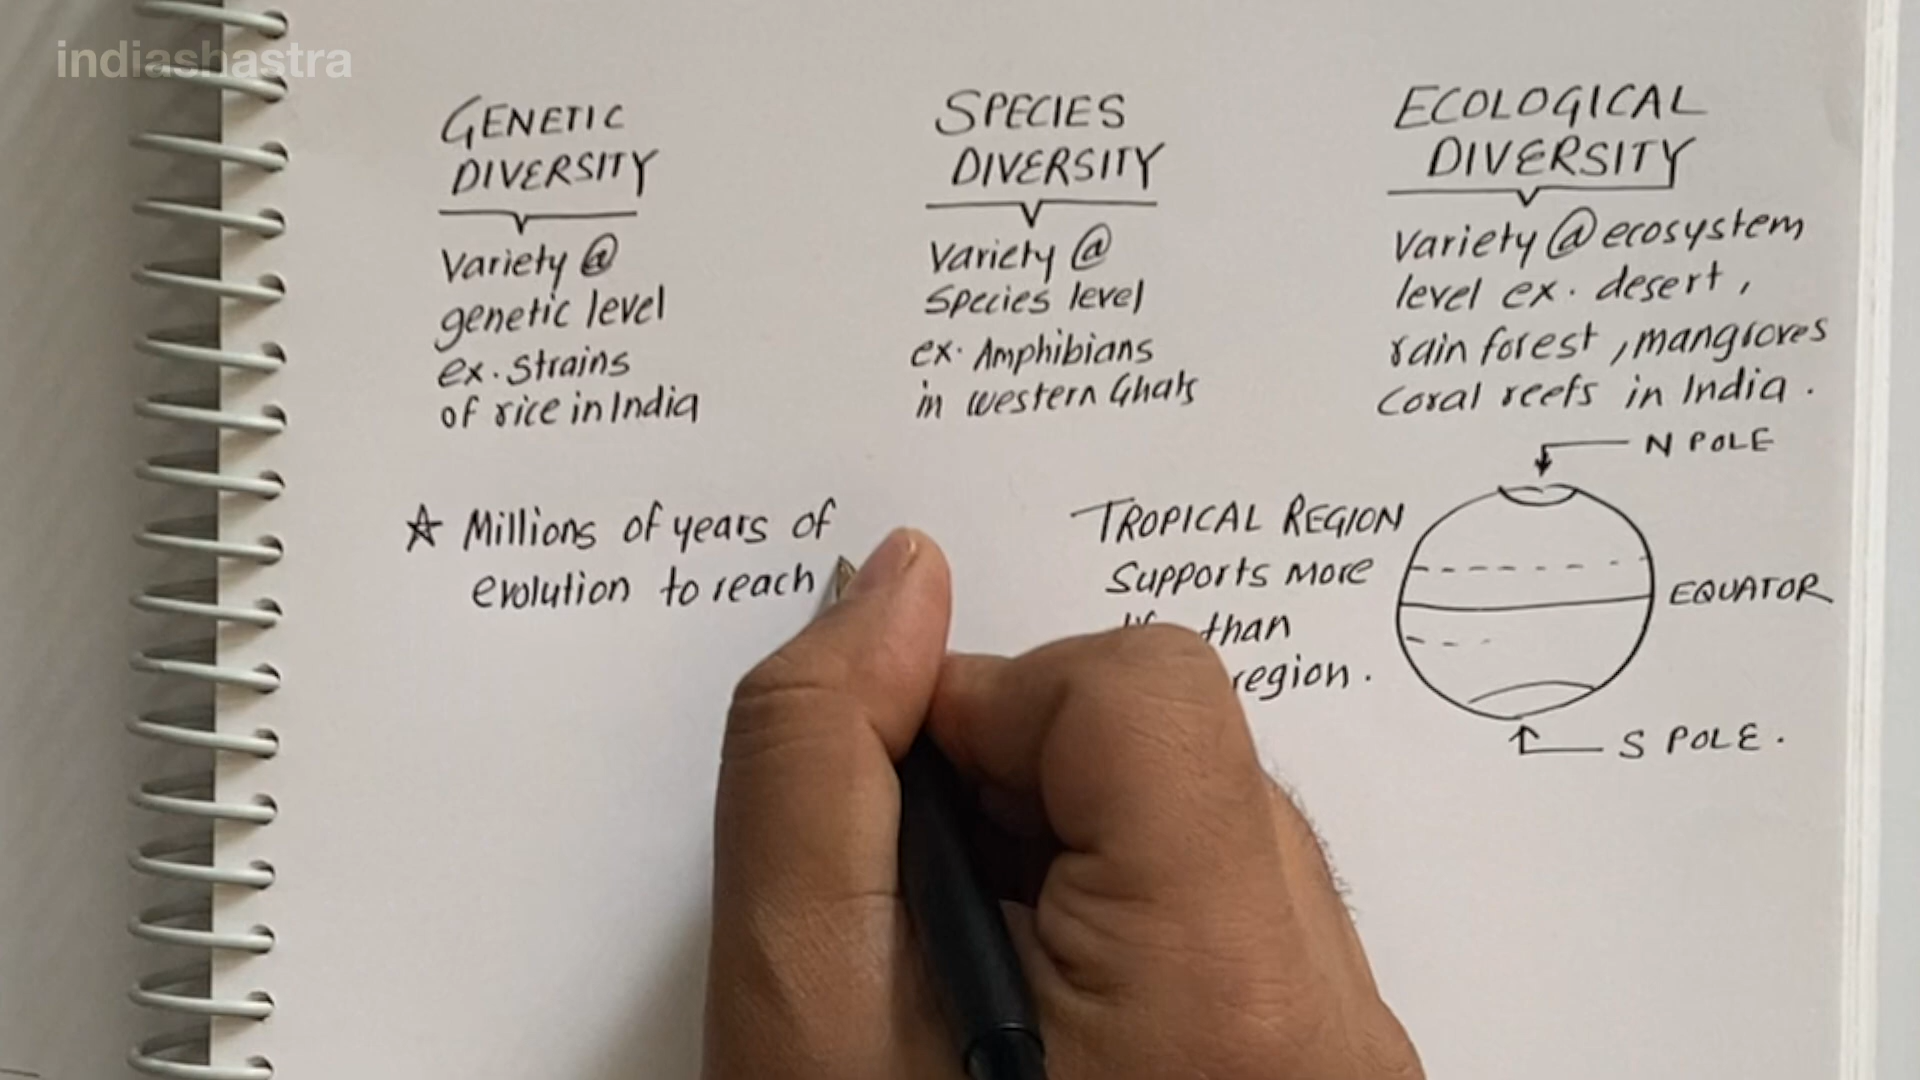 indiashastra
GENETIC
DIVERSITY
Variety @
genetic level
ex. Strains
of rice in India
SPECIES
DIVERSITY
Variety @
Species level
ex. Amphibians
in western Ghats
ECOLOGICAL
DIVERSITY
Variety @ ecosystem
level ex. desert,
rain forest, mangroves
Coral reefs in India.
☆ Millions of years of
evolution to reach
TROPICAL REGION
Supports more
than
region.
N POLE
EQUATOR
S POLE.